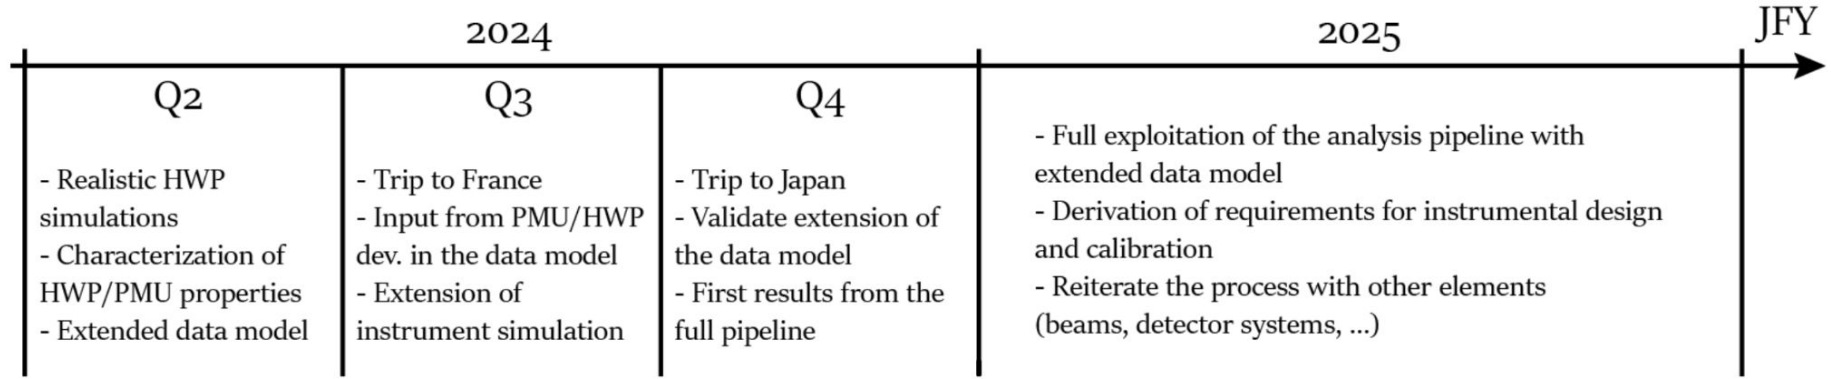 2024
2025
JFY
Q2
- Realistic HWP
simulations
- Characterization of
HWP/PMU properties
- Extended data model
Q3
- Trip to France
- Input from PMU/HWP
dev. in the data model
- Extension of
instrument simulation
Q4
- Trip to Japan
- Validate extension of
the data model
- First results from the
full pipeline
- Full exploitation of the analysis pipeline with
extended data model
- Derivation of requirements for instrumental design
and calibration
- Reiterate the process with other elements
(beams, detector systems, ...)